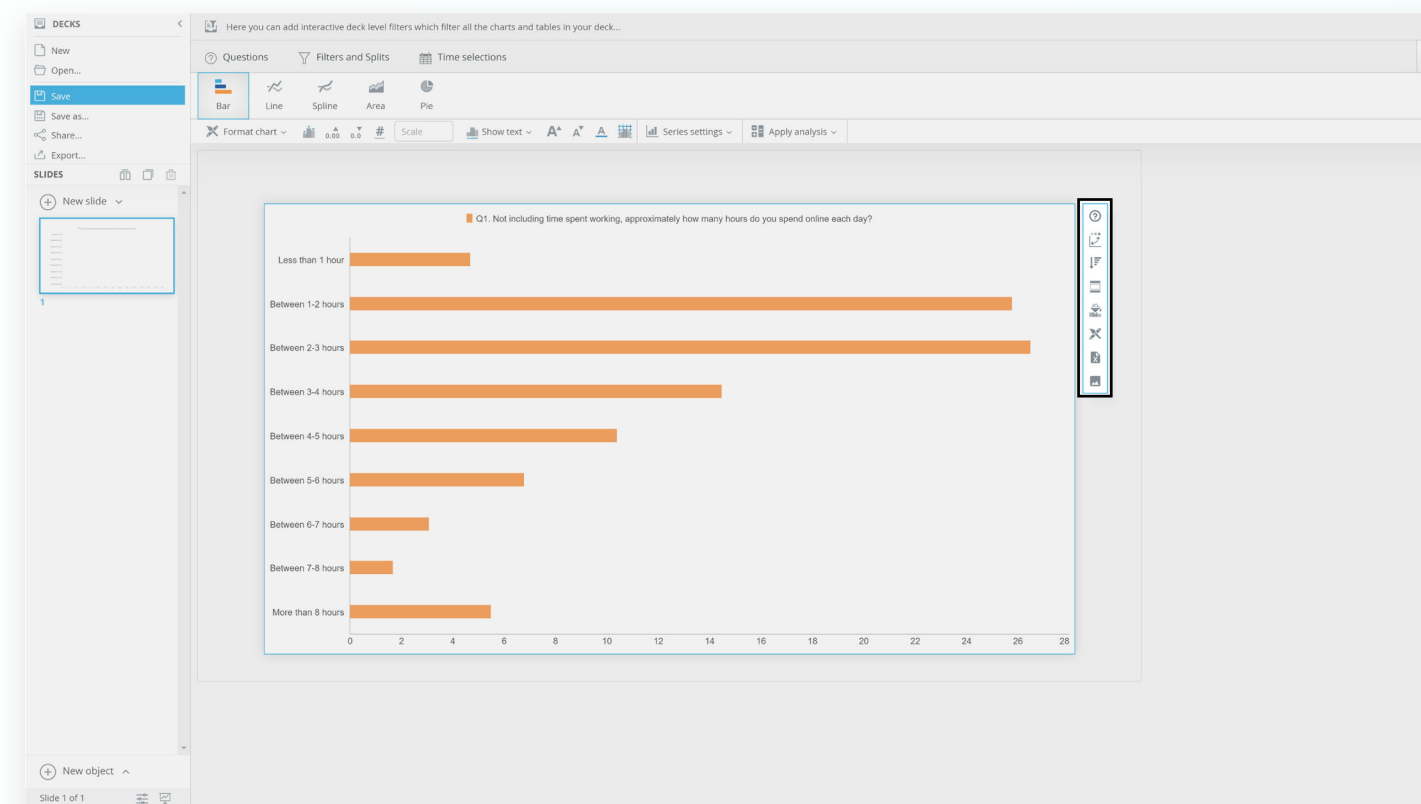 DECKS
Here you can add interactive deck level filters which filter all the charts and tables in your deck...
New
Open...
Questions
Filters and Splits
Time selections
Save
Save as...
Share...
Export...
Bar
Line
Spline
Area
Pie
Format chart
0.00
0.0
#
Scale
Show text
A
A
A
Series settings
Apply analysis
SLIDES
New slide
1
Q1. Not including time spent working, approximately how many hours do you spend online each day?
Less than 1 hour
Between 1-2 hours
Between 2-3 hours
Between 3-4 hours
Between 4-5 hours
Between 5-6 hours
Between 6-7 hours
Between 7-8 hours
More than 8 hours
0 2 4 6 8 10 12 14 16 18 20 22 24 26 28
New object
Slide 1 of 1